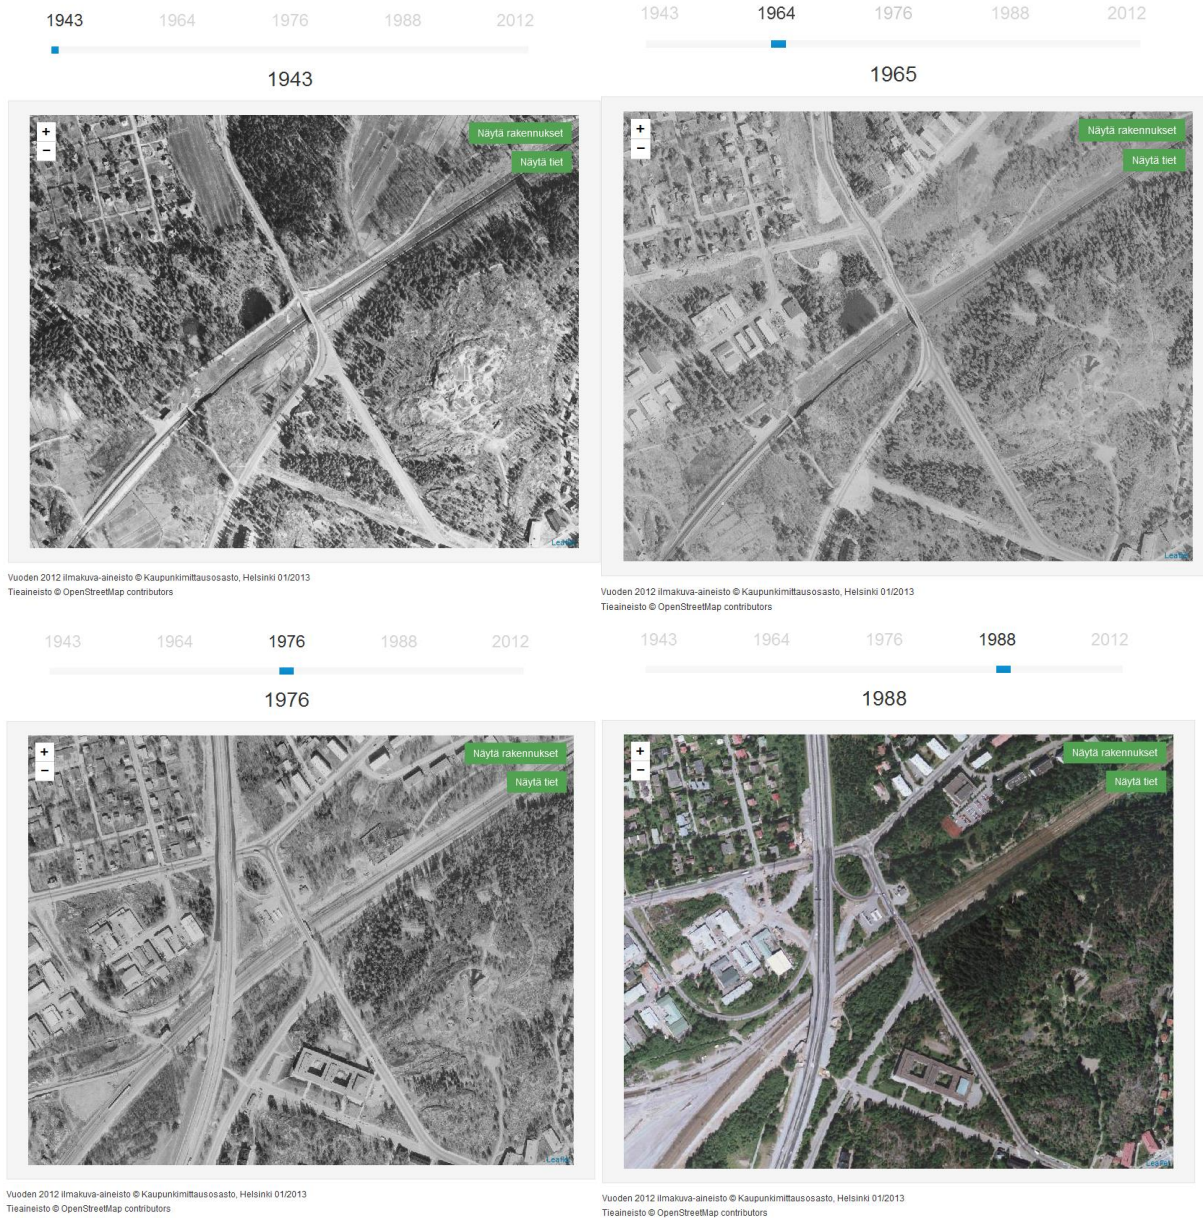 1943 1964 1976 1988 2012
1943
+
−
Näytä rakennukset
Näytä tiet
Leaflet
Vuoden 2012 ilmakuva-aineisto © Kaupunkimittausosasto, Helsinki 01/2013
Tieaineisto © OpenStreetMap contributors
1943 1964 1976 1988 2012
1965
+
−
Näytä rakennukset
Näytä tiet
Leaflet
Vuoden 2012 ilmakuva-aineisto © Kaupunkimittausosasto, Helsinki 01/2013
Tieaineisto © OpenStreetMap contributors
1943 1964 1976 1988 2012
1976
+
−
Näytä rakennukset
Näytä tiet
Leaflet
Vuoden 2012 ilmakuva-aineisto © Kaupunkimittausosasto, Helsinki 01/2013
Tieaineisto © OpenStreetMap contributors
1943 1964 1976 1988 2012
1988
+
−
Näytä rakennukset
Näytä tiet
Leaflet
Vuoden 2012 ilmakuva-aineisto © Kaupunkimittausosasto, Helsinki 01/2013
Tieaineisto © OpenStreetMap contributors